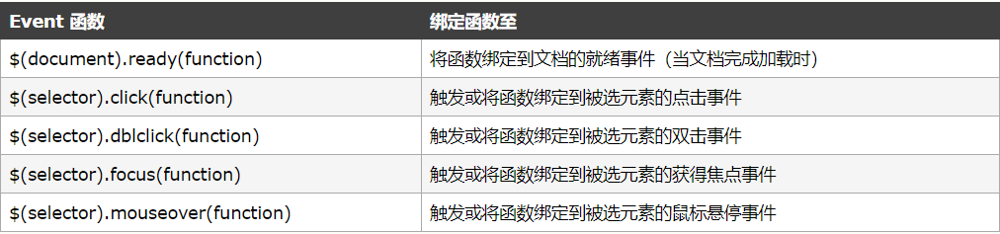 Event 函数 绑定函数至
$(document).ready(function) 将函数绑定到文档的就绪事件（当文档完成加载时）
$(selector).click(function) 触发或将函数绑定到被选元素的点击事件
$(selector).dblclick(function) 触发或将函数绑定到被选元素的双击事件
$(selector).focus(function) 触发或将函数绑定到被选元素的获得焦点事件
$(selector).mouseover(function) 触发或将函数绑定到被选元素的鼠标悬停事件